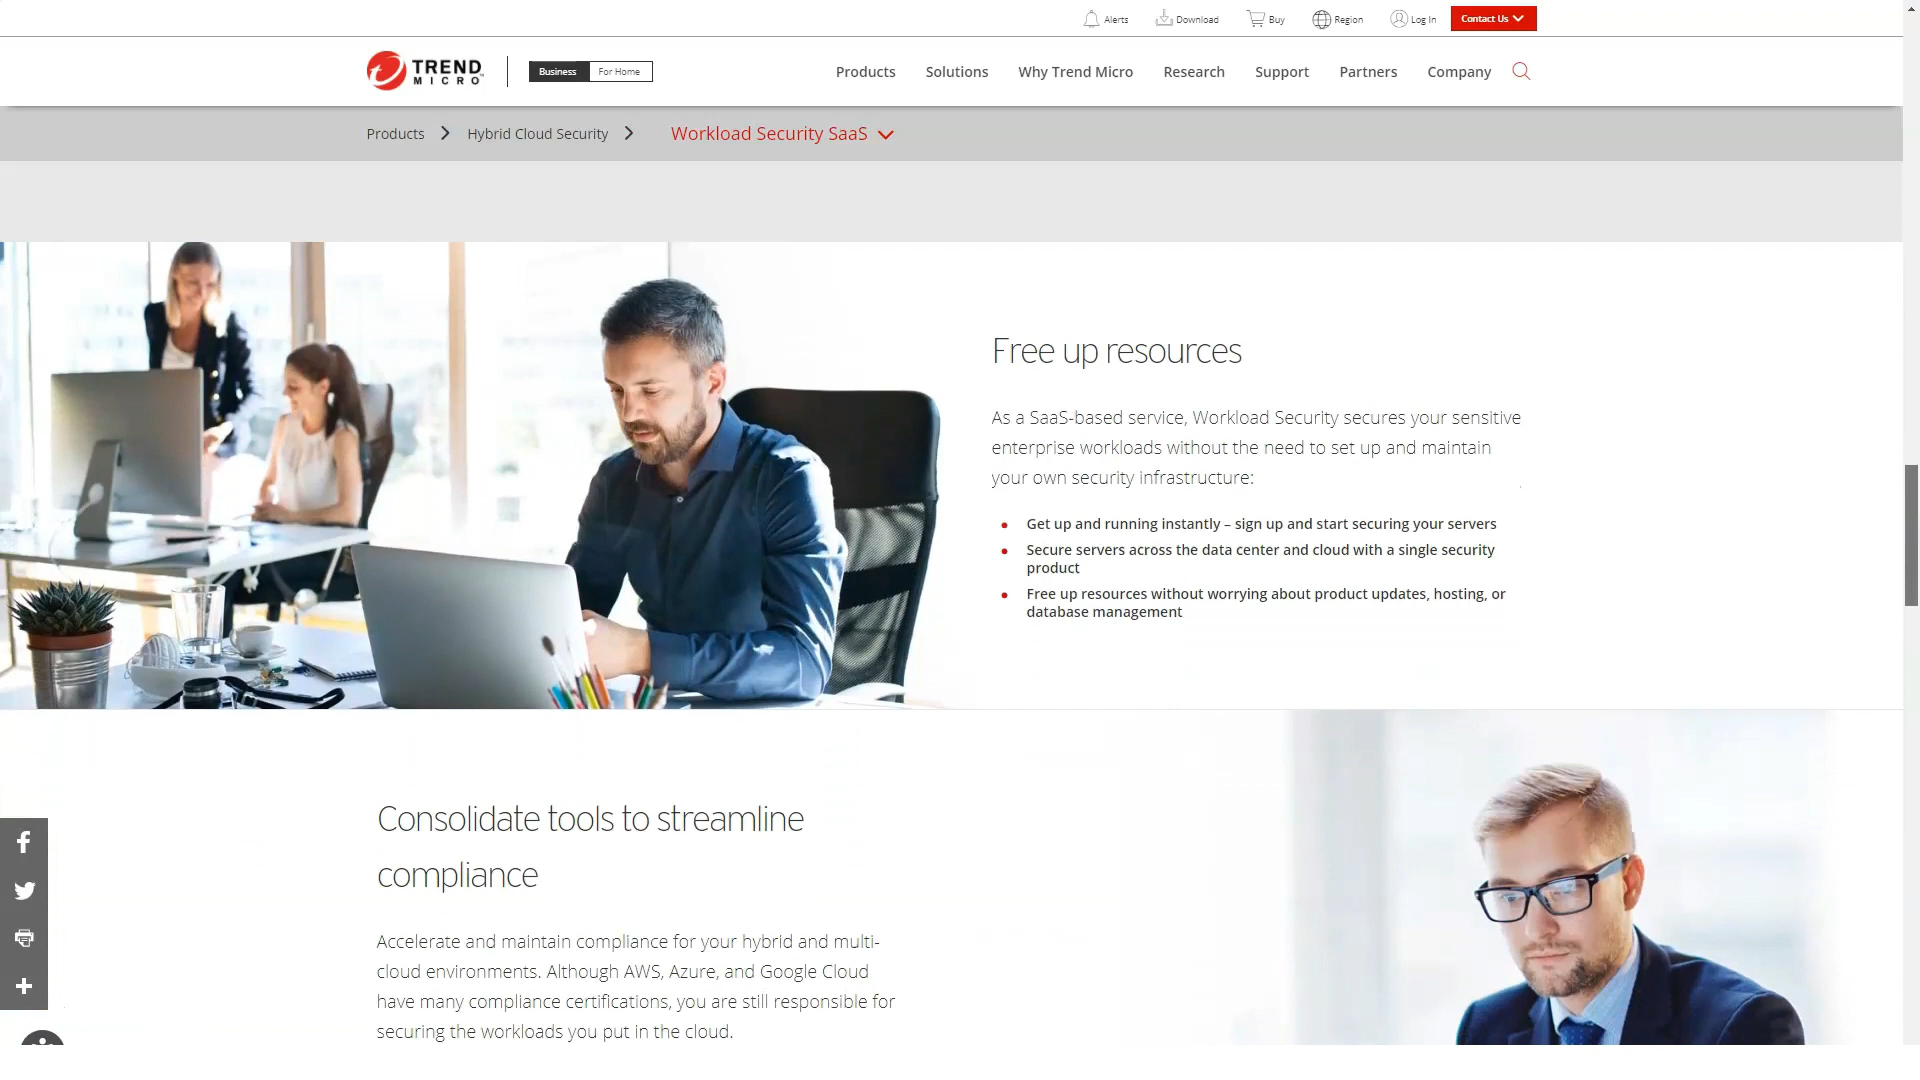 Alerts
Download
Buy
Region
Log In
Contact Us
TREND
MICRO
Business
For Home
Products
Solutions
Why Trend Micro
Research
Support
Partners
Company
Products
Hybrid Cloud Security
Workload Security SaaS
Free up resources
As a SaaS-based service, Workload Security secures your sensitive
enterprise workloads without the need to set up and maintain
your own security infrastructure:
Get up and running instantly – sign up and start securing your servers
Secure servers across the data center and cloud with a single security
product
Free up resources without worrying about product updates, hosting, or
database management
Consolidate tools to streamline
compliance
Accelerate and maintain compliance for your hybrid and multi-
cloud environments. Although AWS, Azure, and Google Cloud
have many compliance certifications, you are still responsible for
securing the workloads you put in the cloud.